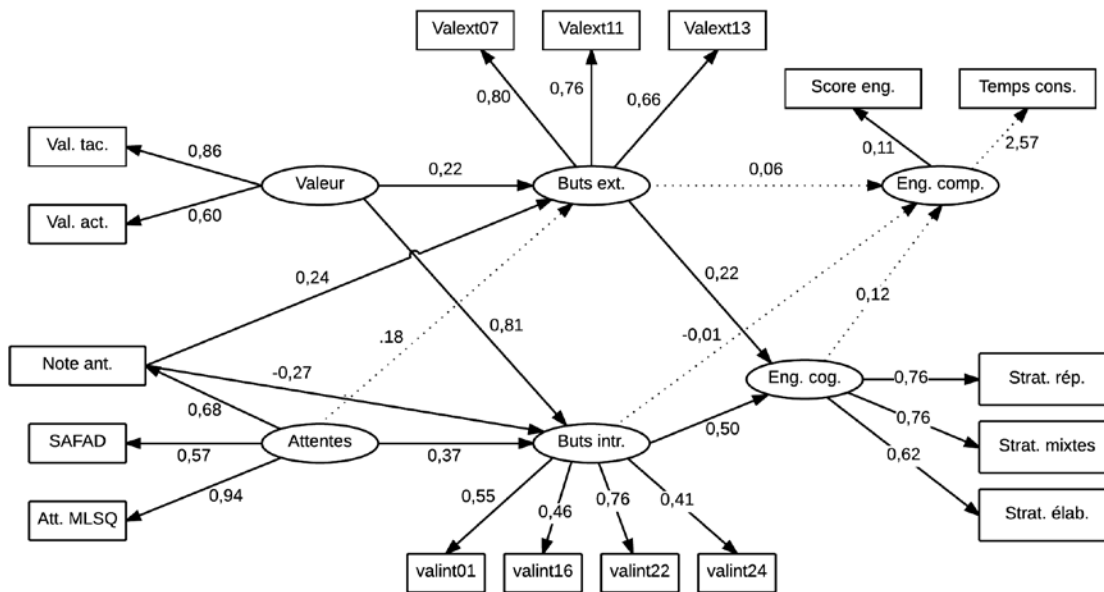 Valext07
Valext11
Valext13
Score eng.
Temps cons.
0,80
0,76
0,66
Val. tac.
0,86
0,11
2,57
Valeur
0,22
Buts ext.
0,06
Eng. comp.
Val. act.
0,60
0,24
0,22
0,12
.18
0,81
-0,01
Note ant.
-0,27
Eng. cog.
0,76
Strat. rép.
0,68
SAFAD
0,57
Attentes
0,37
Buts intr.
0,50
0,76
Strat. mixtes
0,62
0,94
Att. MLSQ
0,55
0,46
0,76
0,41
Strat. élab.
valint01
valint16
valint22
valint24